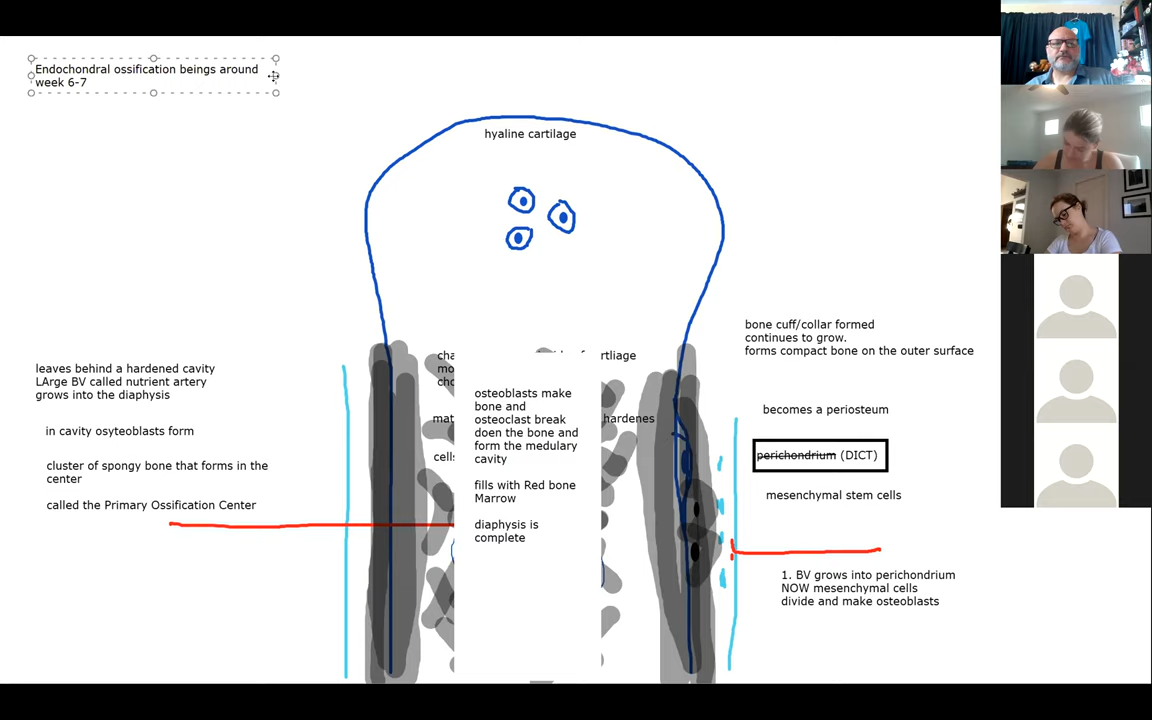 Endochondral ossification beings around
week 6-7
hyaline cartilage
bone cuff/collar formed
continues to grow.
forms compact bone on the outer surface
leaves behind a hardened cavity
LArge BV called nutrient artery
grows into the diaphysis
in cavity osyteoblasts form
cluster of spongy bone that forms in the
center
called the Primary Ossification Center
hardenes
osteoblasts make
bone and
osteoclast break
doen the bone and
form the medulary
cavity
fills with Red bone
Marrow
diaphysis is
complete
becomes a periosteum
perichondrium (DICT)
mesenchymal stem cells
1. BV grows into perichondrium
NOW mesenchymal cells
divide and make osteoblasts